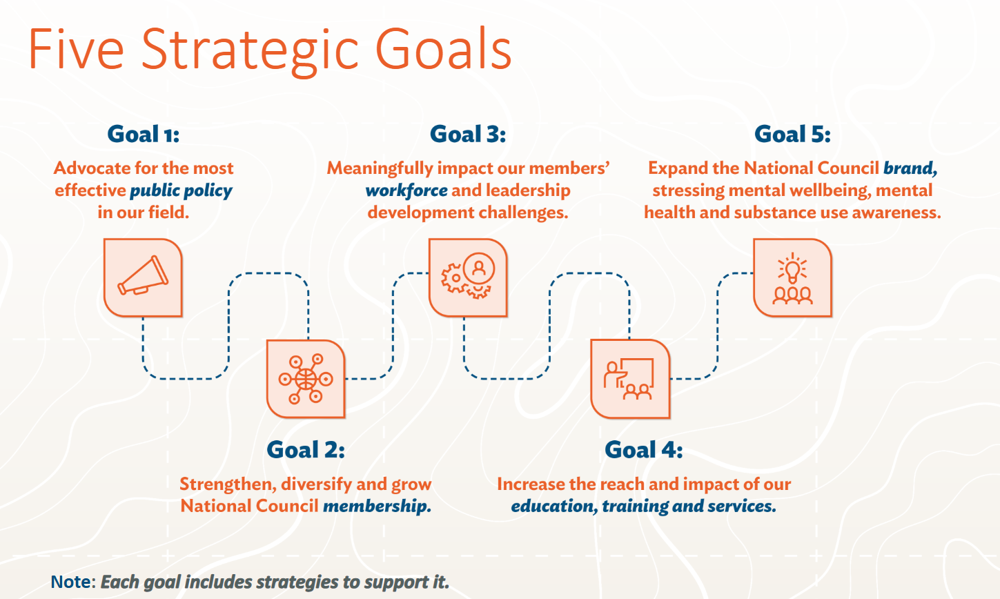 Five Strategic Goals
Goal 1:
Advocate for the most
effective public policy
in our field.
Goal 2:
Strengthen, diversify and grow
National Council membership.
Goal 3:
Meaningfully impact our members’
workforce and leadership
development challenges.
Goal 4:
Increase the reach and impact of our
education, training and services.
Goal 5:
Expand the National Council brand,
stressing mental wellbeing, mental
health and substance use awareness.
Note: Each goal includes strategies to support it.